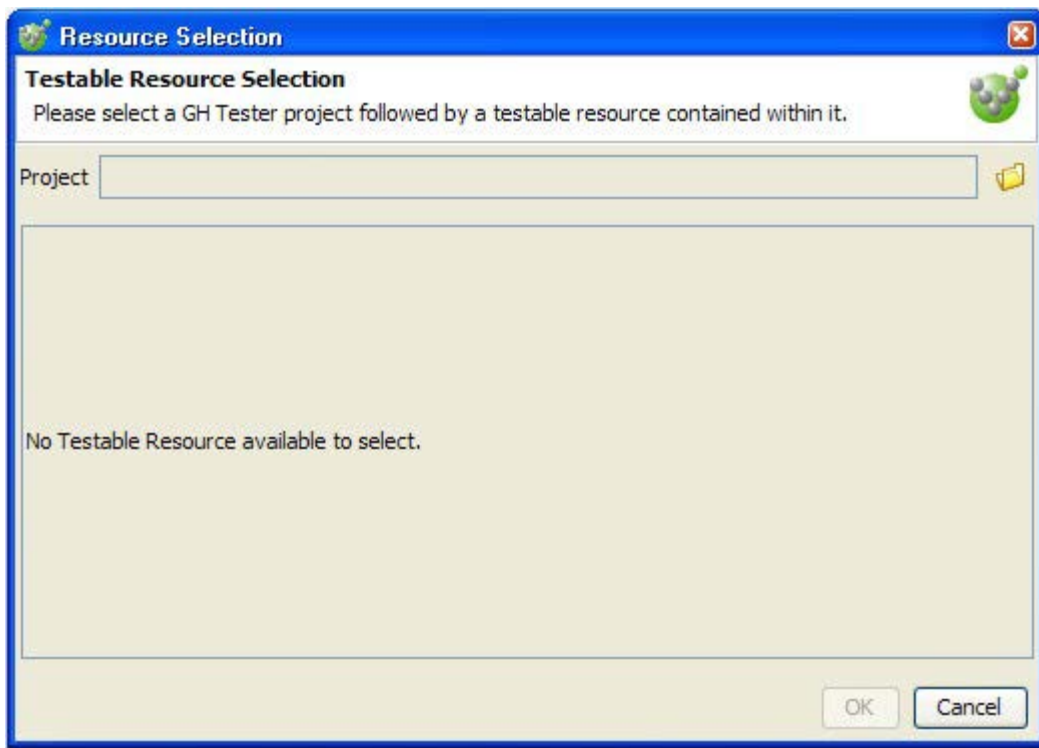 Resource Selection
Testable Resource Selection
Please select a GH Tester project followed by a testable resource contained within it.
Project
No Testable Resource available to select.
OK Cancel